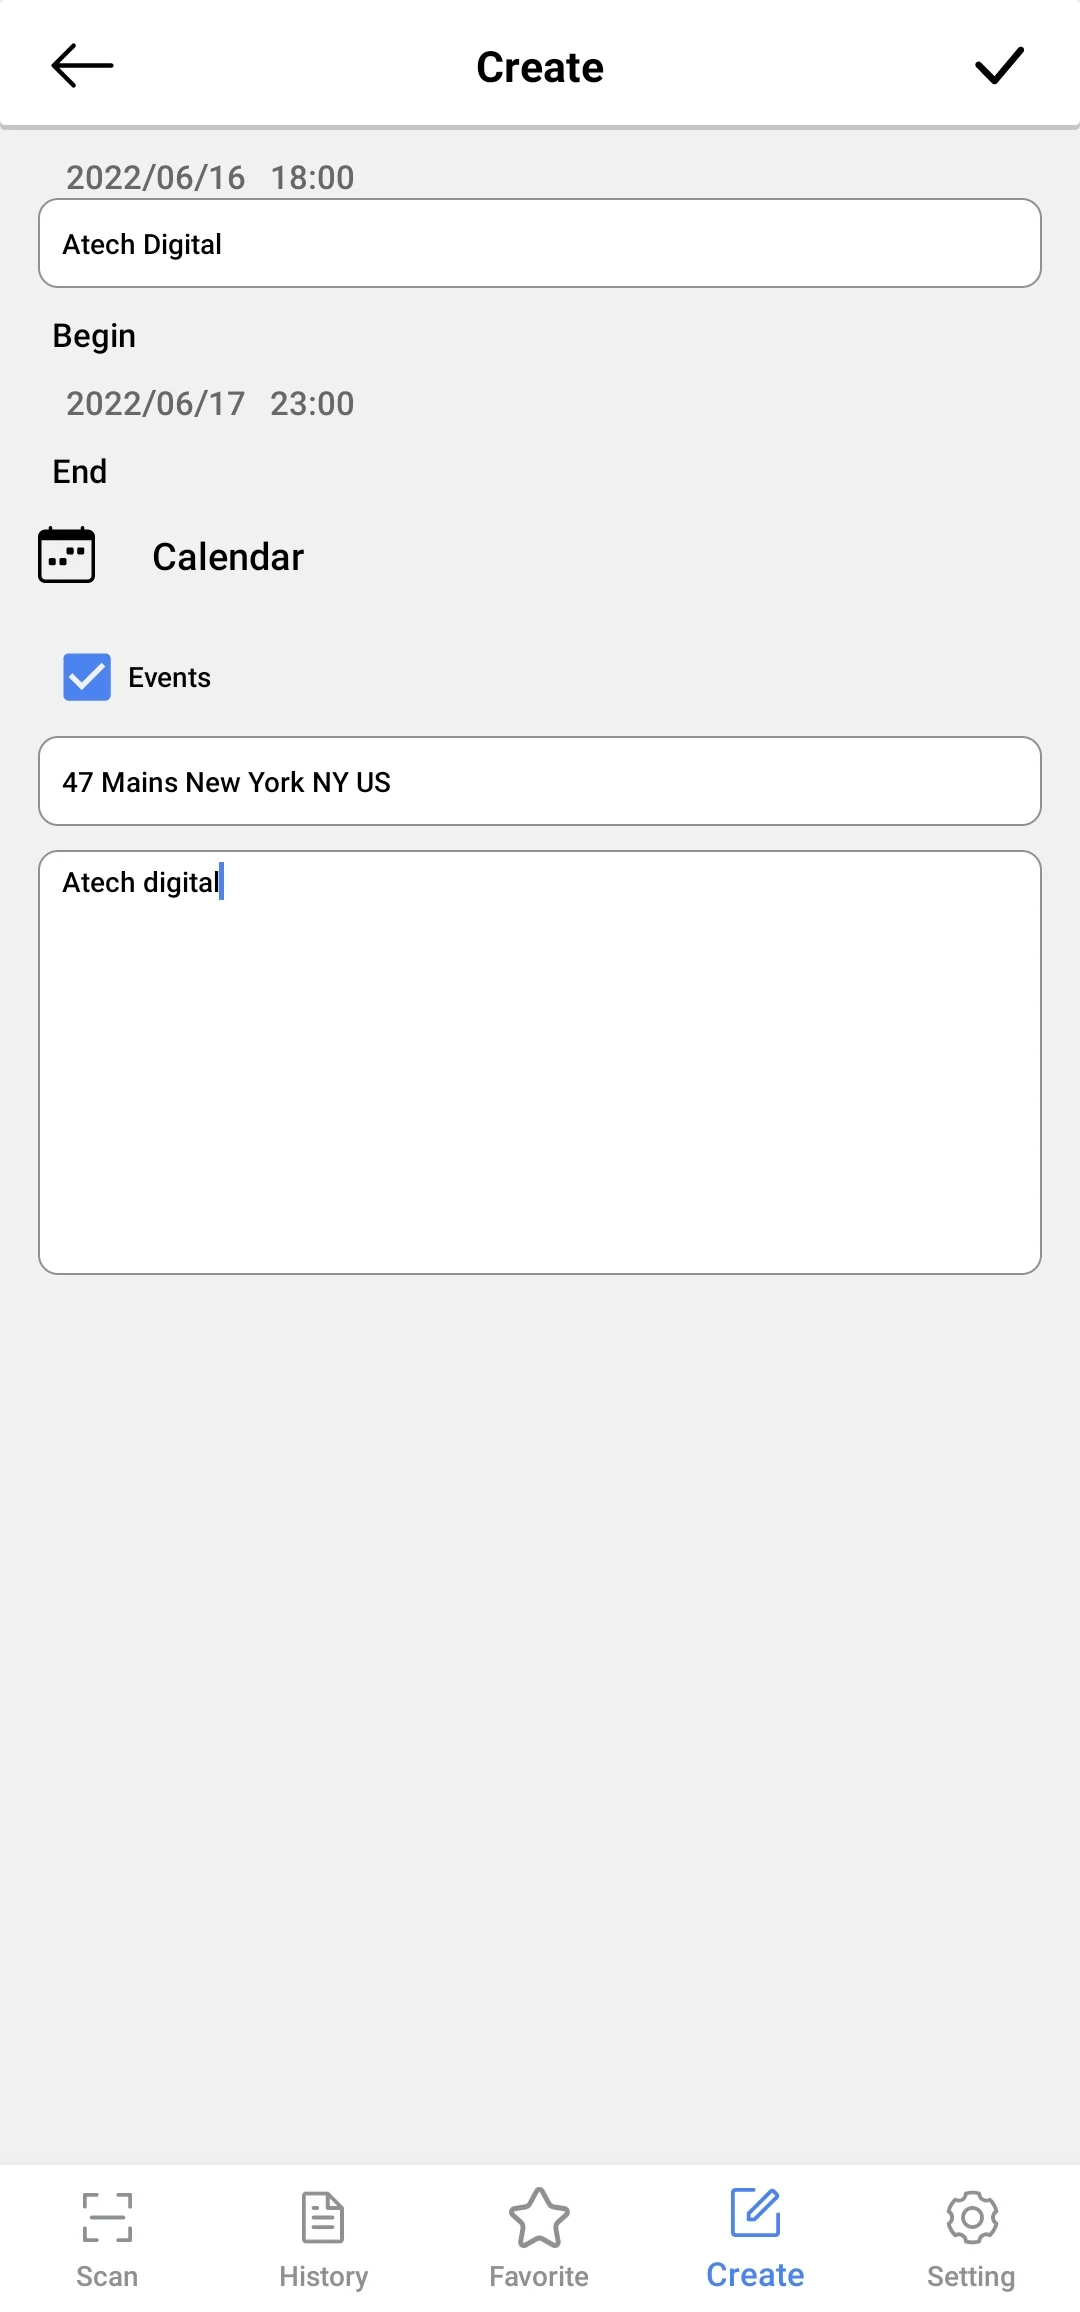 Create
2022/06/16 18:00
Atech Digital
Begin
2022/06/17 23:00
End
Calendar
Events
47 Mains New York NY US
Atech digital
Scan
History
Favorite
Create
Setting